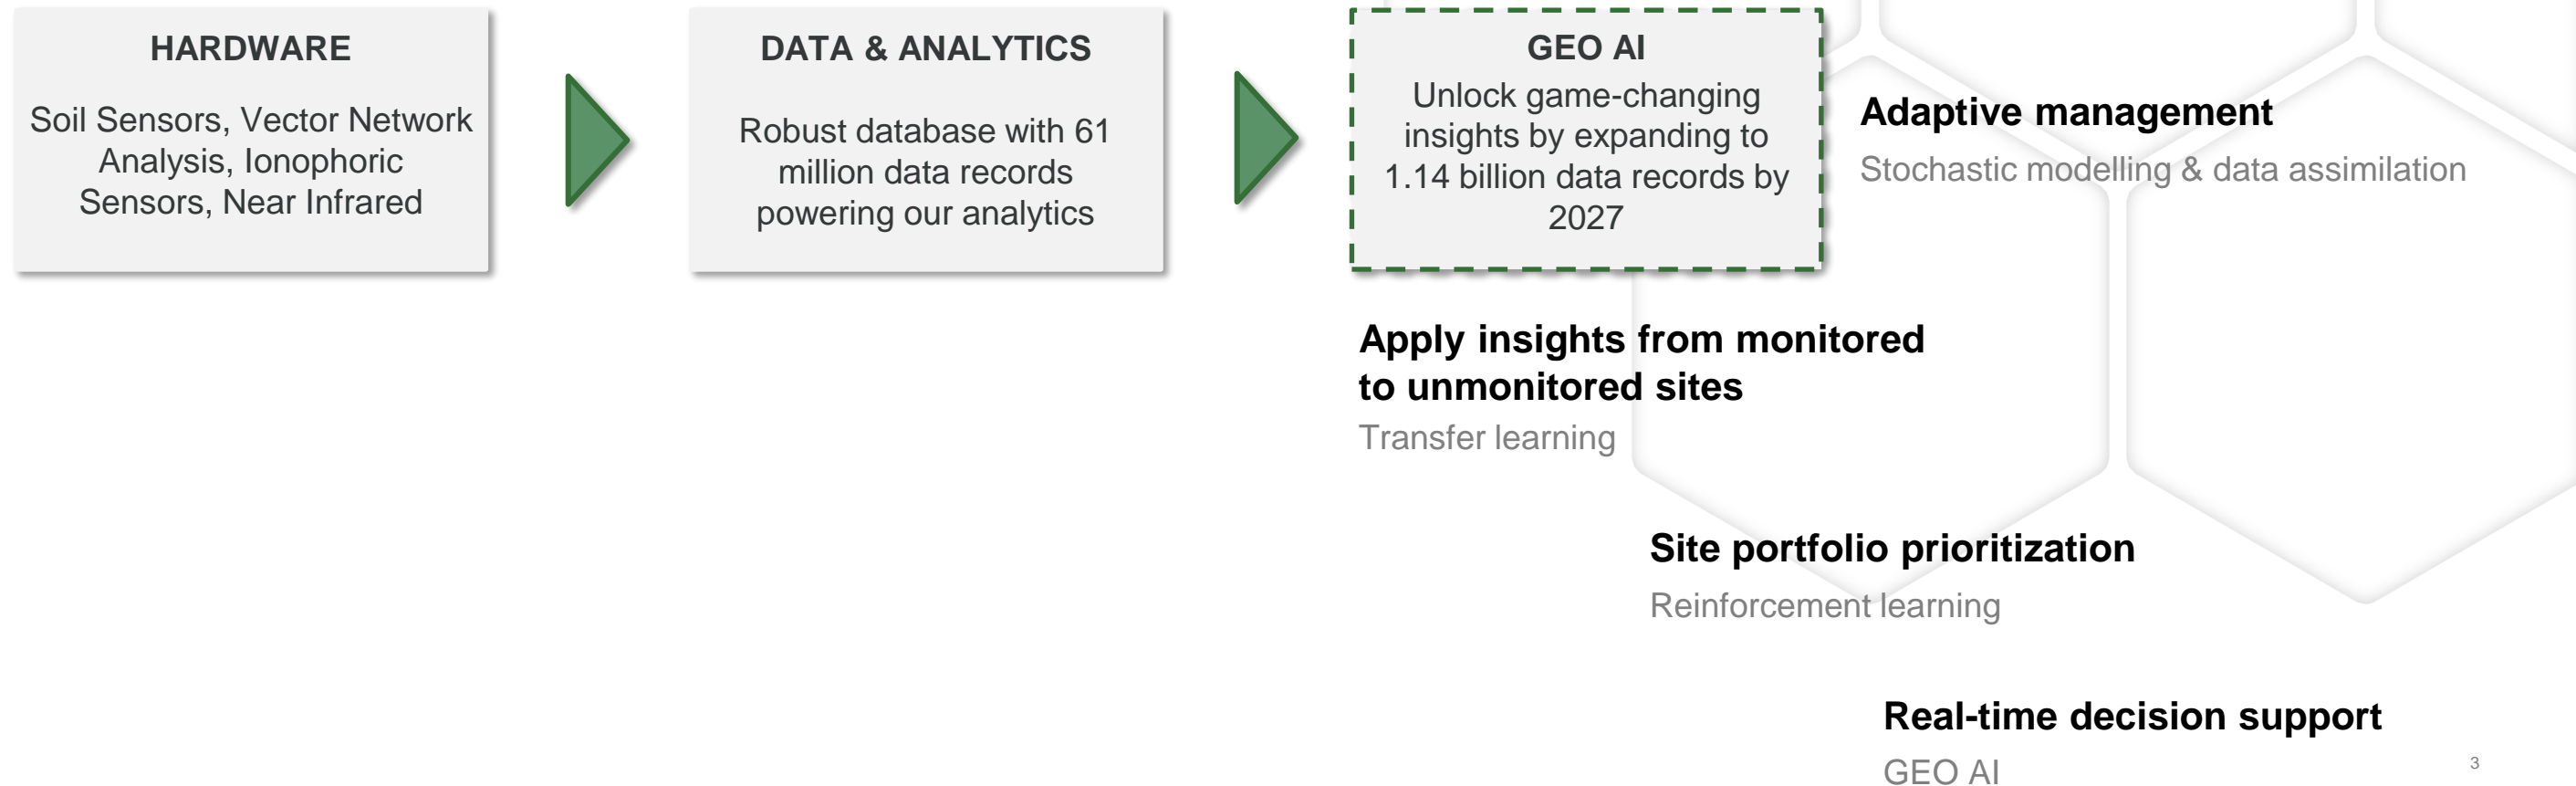 HARDWARE
Soil Sensors, Vector Network
Analysis, Ionophoric
Sensors, Near Infrared
DATA & ANALYTICS
Robust database with 61
million data records
powering our analytics
GEO AI
Unlock game-changing
insights by expanding to
1.14 billion data records by
2027
Adaptive management
Stochastic modelling & data assimilation
Apply insights from monitored
to unmonitored sites
Transfer learning
Site portfolio prioritization
Reinforcement learning
Real-time decision support
GEO AI
3